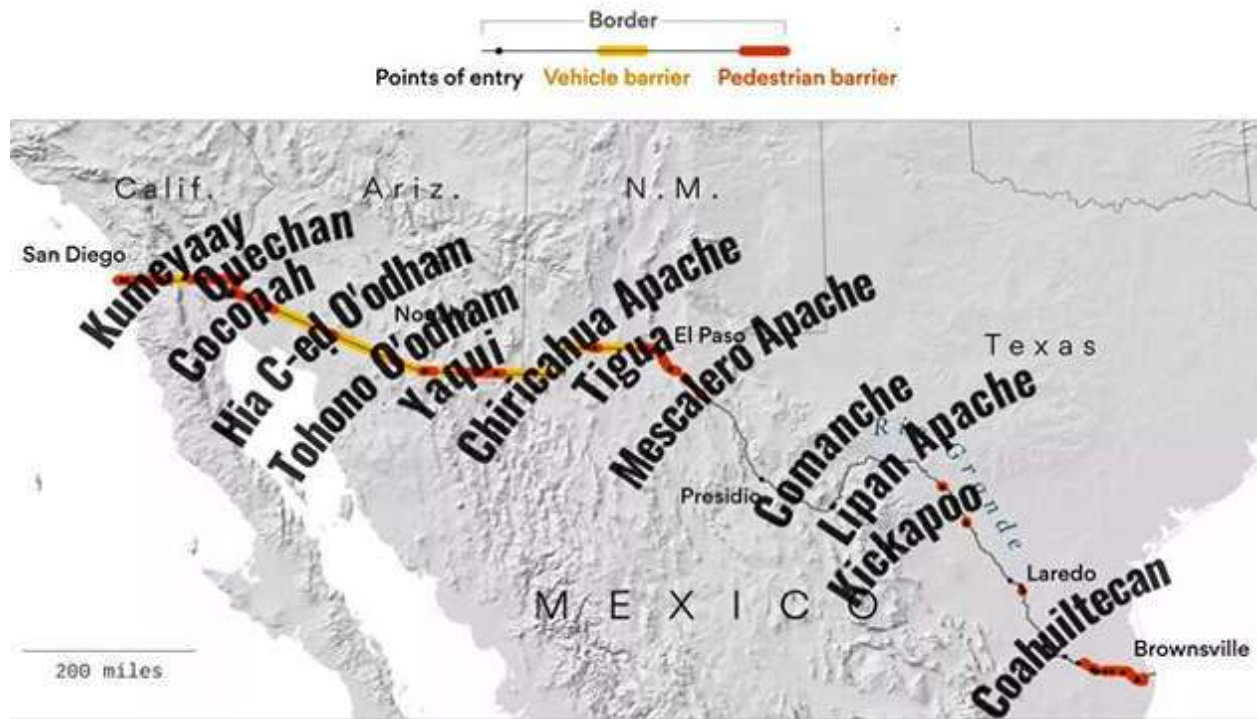 Border
Points of entry
Vehicle barrier
Pedestrian barrier
Calif.
Ariz.
N.M.
San Diego
Kumeyaay
Quechan
Cocopah
Hia C-eḍ O'odham
Tohono O'odham
Yaqui
Chiricahua Apache
Tigua
El Paso
Mescalero Apache
Texas
Presidio
Comanche
Lipan Apache
Rio Grande
Kickapoo
MEXICO
Laredo
Coahuiltecan
Brownsville
200 miles